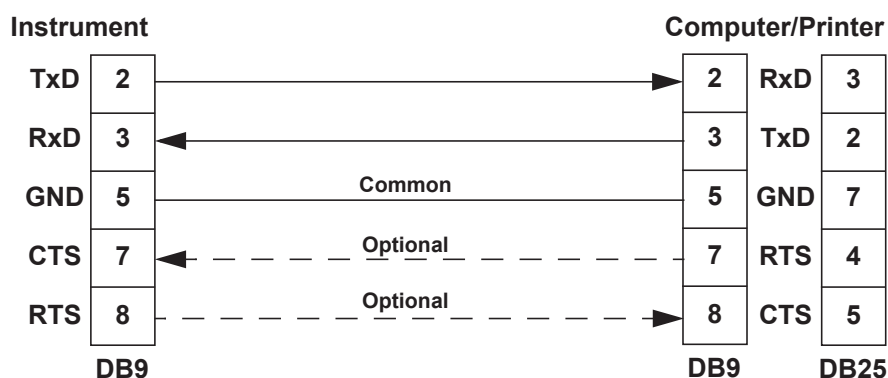 Instrument Computer/Printer
TxD 2 2 RxD 3
RxD 3 3 TxD 2
Common
GND 5 5 GND 7
Optional
CTS 7 7 RTS 4
Optional
RTS 8 8 CTS 5
DB9 DB9 DB25